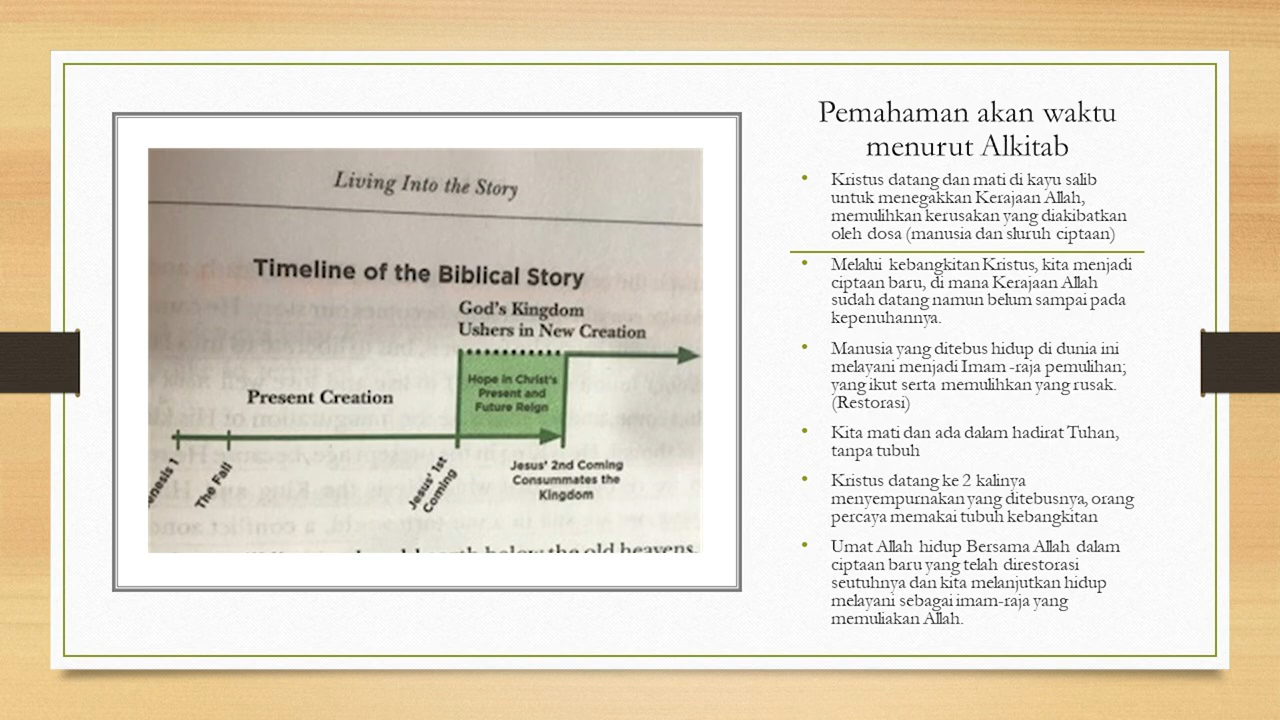 Living Into the Story
Timeline of the Biblical Story
God's Kingdom
Ushers in New Creation
Hope in Christ's
Present and
Future Reign
Present Creation
The Fall
Jesus' 1st
Coming
Jesus' 2nd Coming
Consummates the
Kingdom
below the old heavens.
Pemahaman akan waktu
menurut Alkitab
• Kristus datang dan mati di kayu salib
untuk menegakkan Kerajaan Allah,
memulihkan kerusakan yang diakibatkan
oleh dosa (manusia dan sluruh ciptaan)
• Melalui kebangkitan Kristus, kita menjadi
ciptaan baru, di mana Kerajaan Allah
sudah datang namun belum sampai pada
kepenuhannya.
• Manusia yang ditebus hidup di dunia ini
melayani menjadi Imam -raja pemulihan;
yang ikut serta memulihkan yang rusak.
(Restorasi)
• Kita mati dan ada dalam hadirat Tuhan,
tanpa tubuh
• Kristus datang ke 2 kalinya
menyempurnakan yang ditebusnya, orang
percaya memakai tubuh kebangkitan
• Umat Allah hidup Bersama Allah dalam
ciptaan baru yang telah direstorasi
seutuhnya dan kita melanjutkan hidup
melayani sebagai imam-raja yang
memuliakan Allah.